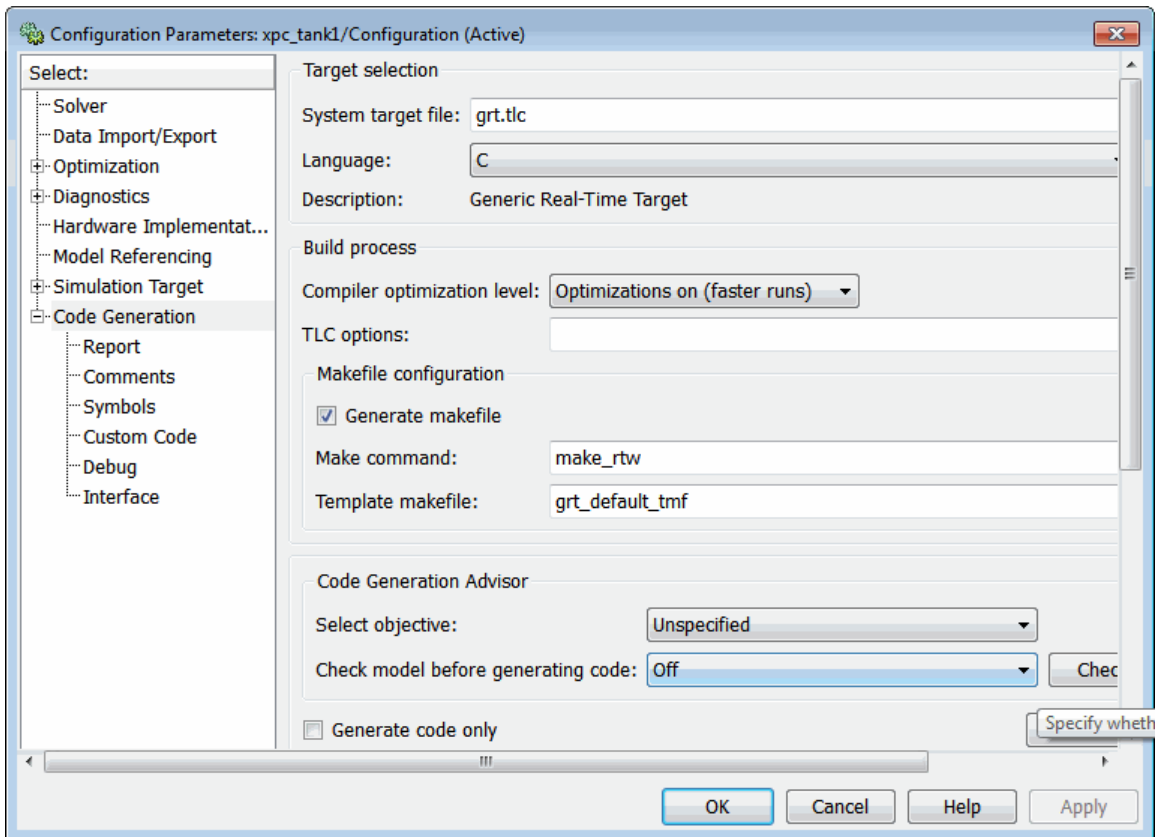 Configuration Parameters: xpc_tank1/Configuration (Active)
Select:
Solver
Data Import/Export
Optimization
Diagnostics
Hardware Implementat...
Model Referencing
Simulation Target
Code Generation
Report
Comments
Symbols
Custom Code
Debug
Interface
Target selection
System target file: grt.tlc
Language: C
Description: Generic Real-Time Target
Build process
Compiler optimization level: Optimizations on (faster runs)
TLC options:
Makefile configuration
Generate makefile
Make command: make_rtw
Template makefile: grt_default_tmf
Code Generation Advisor
Select objective: Unspecified
Check model before generating code: Off Chec
Generate code only
Specify wheth
OK Cancel Help Apply